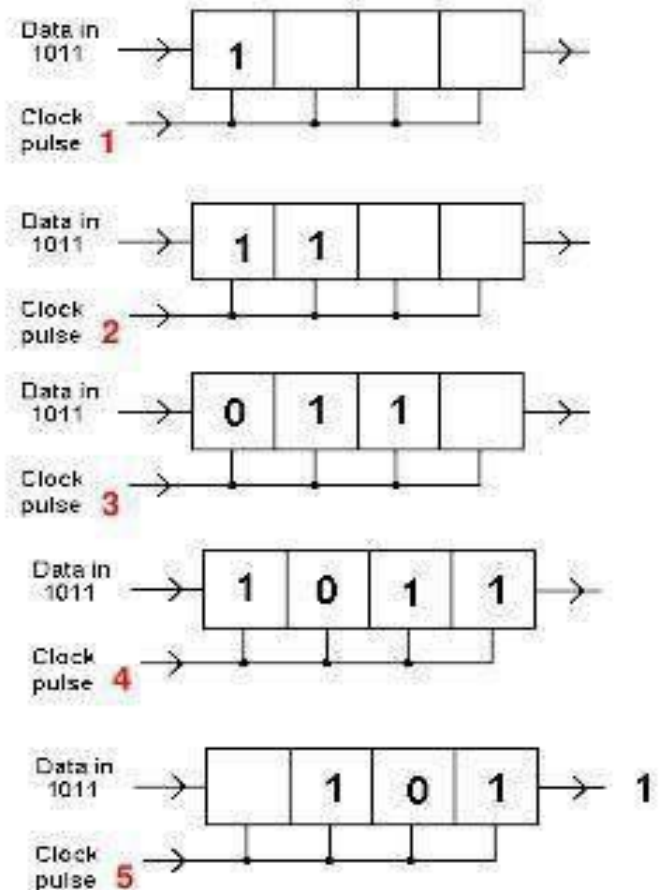 Data in
1011
1
Clock
pulse 1
Data in
1011
1 1
Clock
pulse 2
Data in
1011
0 1 1
Clock
pulse 3
Data in
1011
1 0 1 1
Clock
pulse 4
Data in
1011
1 0 1 1
Clock
pulse 5